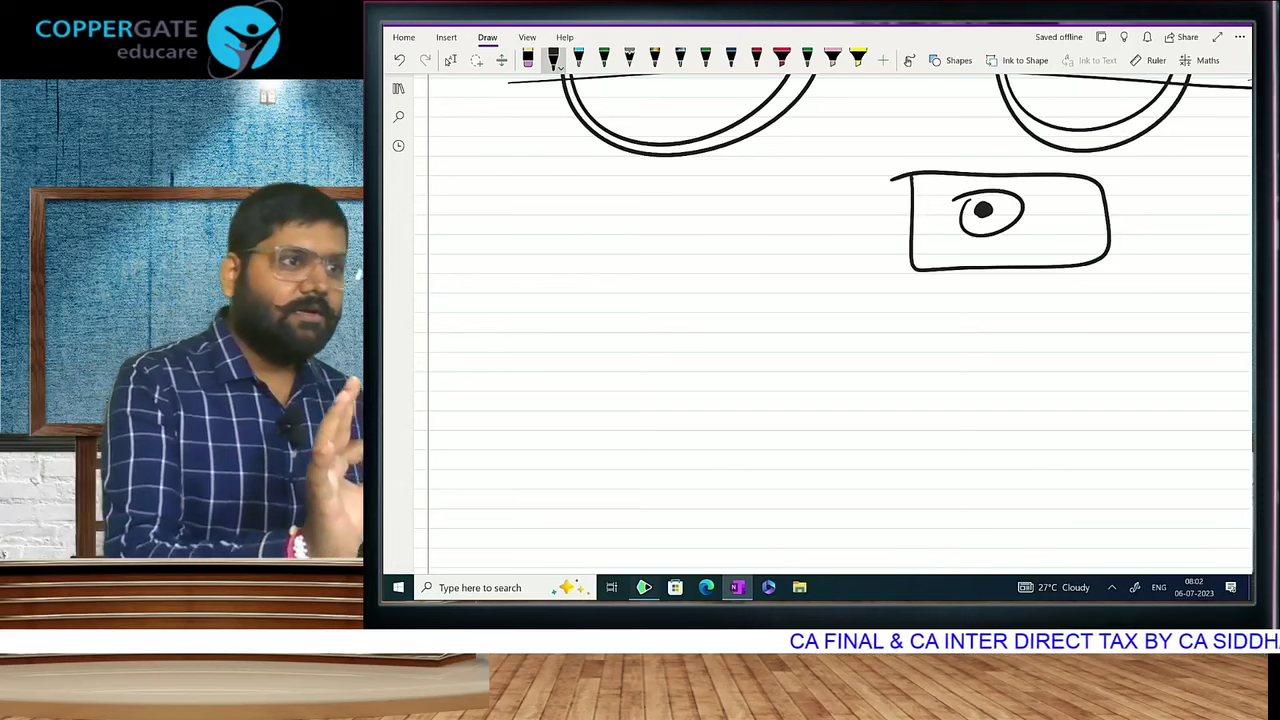 COPPERGATE
educare
Home Insert Draw View Help
Saved offline Share
Shapes Ink to Shape Ink to Text Ruler Maths
Type here to search
27°C Cloudy ENG
08:02
06-07-2023
CA FINAL & CA INTER DIRECT TAX BY CA SIDDH